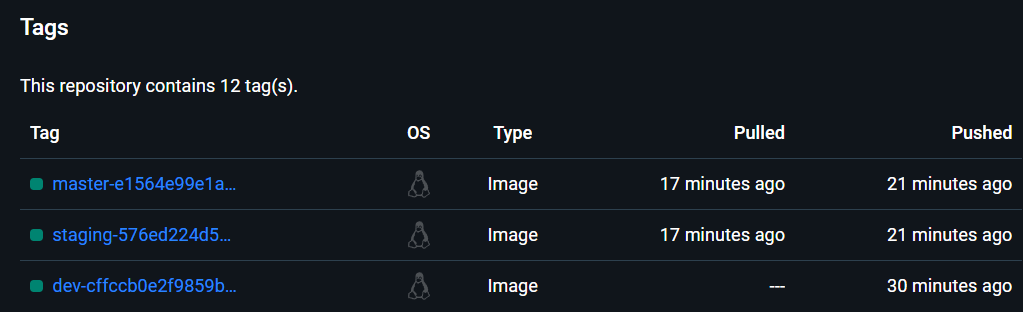 Tags
This repository contains 12 tag(s).
Tag OS Type Pulled Pushed
master-e1564e99e1a... Image 17 minutes ago 21 minutes ago
staging-576ed224d5... Image 17 minutes ago 21 minutes ago
dev-cffccb0e2f9859b... Image --- 30 minutes ago